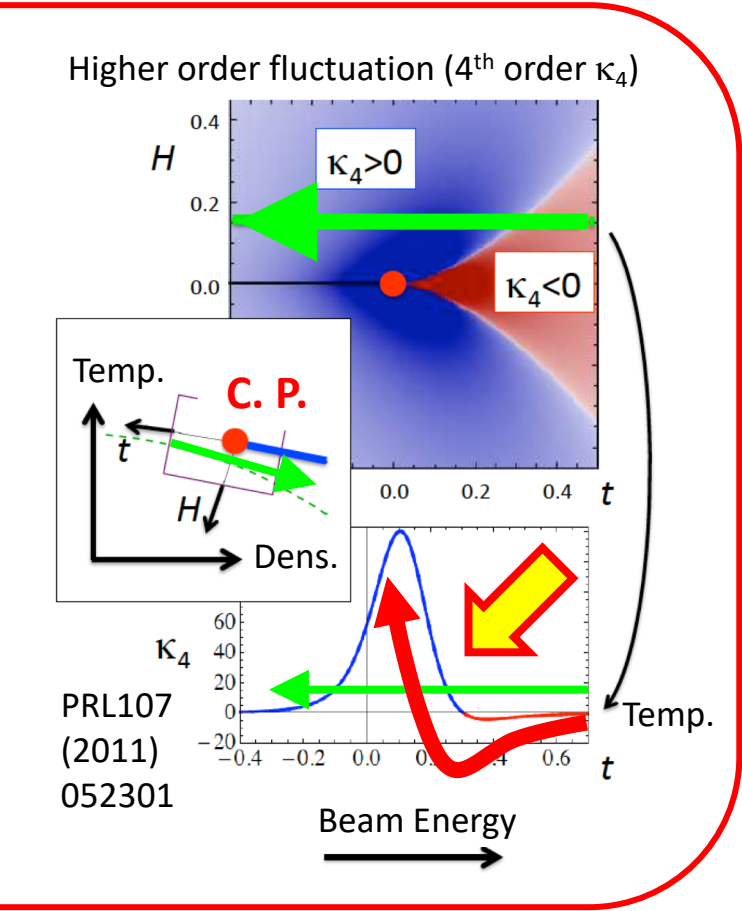 Higher order fluctuation (4th order κ4)
0.4
H
κ4>0
0.2
0.0
κ4<0
Temp.
C. P.
t
H
Dens.
0.0 0.2 0.4 t
60
κ4 40
20
0
−20
−0.4 −0.2 0.0 0.6 t
Temp.
PRL107
(2011)
052301
Beam Energy